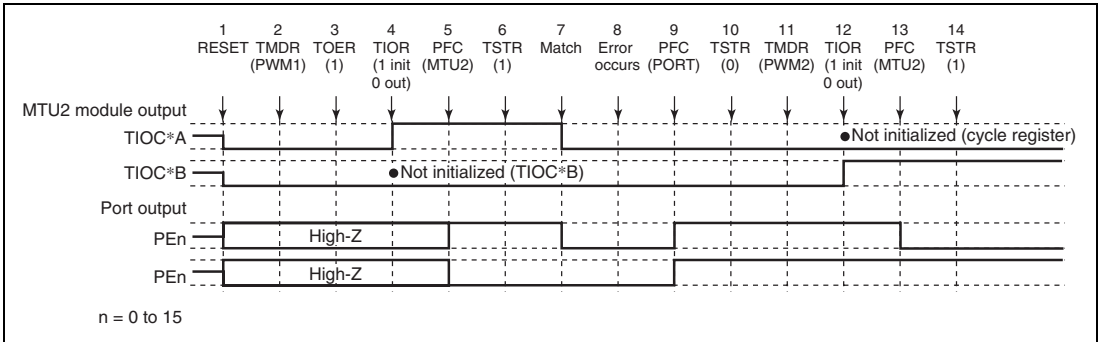 1 2 3 4 5 6 7 8 9 10 11 12 13 14
RESET TMDR TOER TIOR PFC TSTR Match Error PFC TSTR TMDR TIOR PFC TSTR
(PWM1) (1) (1 init (MTU2) (1) occurs (PORT) (0) (PWM2) (1 init (MTU2) (1)
0 out) 0 out)
MTU2 module output
TIOC*A ●Not initialized (cycle register)
TIOC*B ●Not initialized (TIOC*B)
Port output
PEn High-Z
PEn High-Z
n = 0 to 15